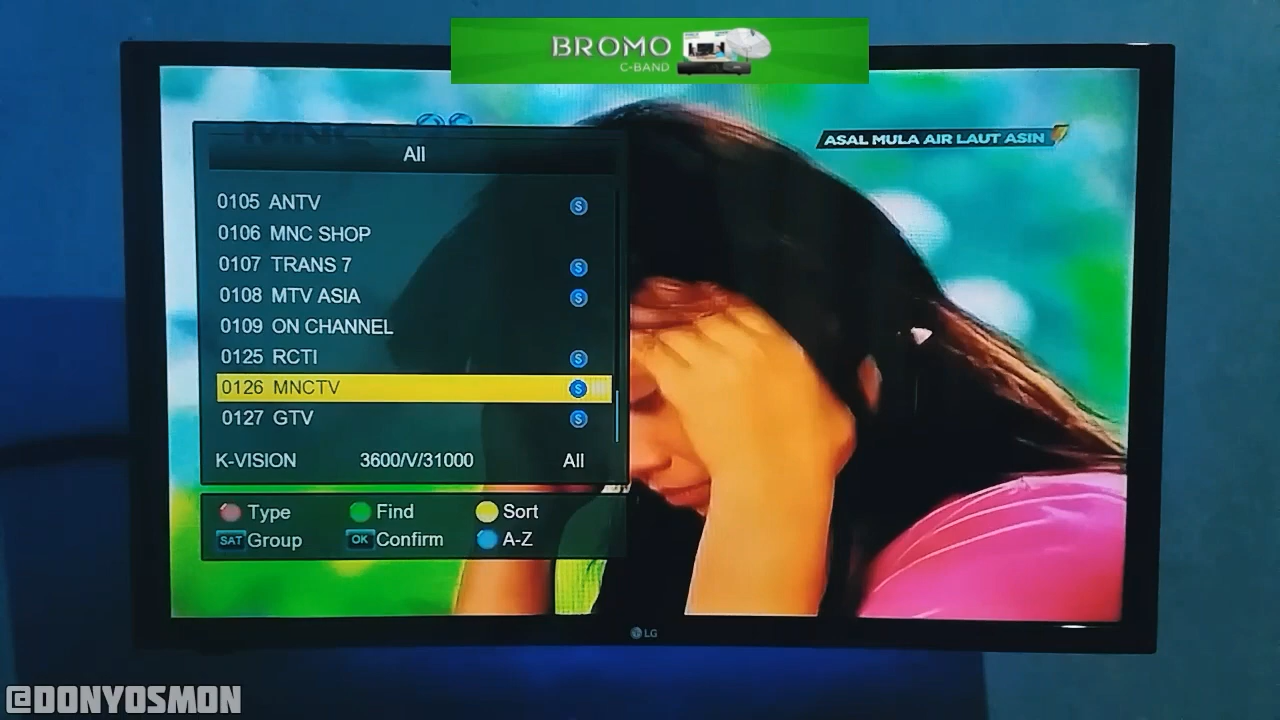 BROMO
C-BAND
ASAL MULA AIR LAUT ASIN
All
0105 ANTV S
0106 MNC SHOP
0107 TRANS 7 S
0108 MTV ASIA S
0109 ON CHANNEL
0125 RCTI S
0126 MNCTV S
0127 GTV S
K-VISION 3600/V/31000 All
Type Find Sort
SAT Group OK Confirm A-Z
LG
@DONYOSMON